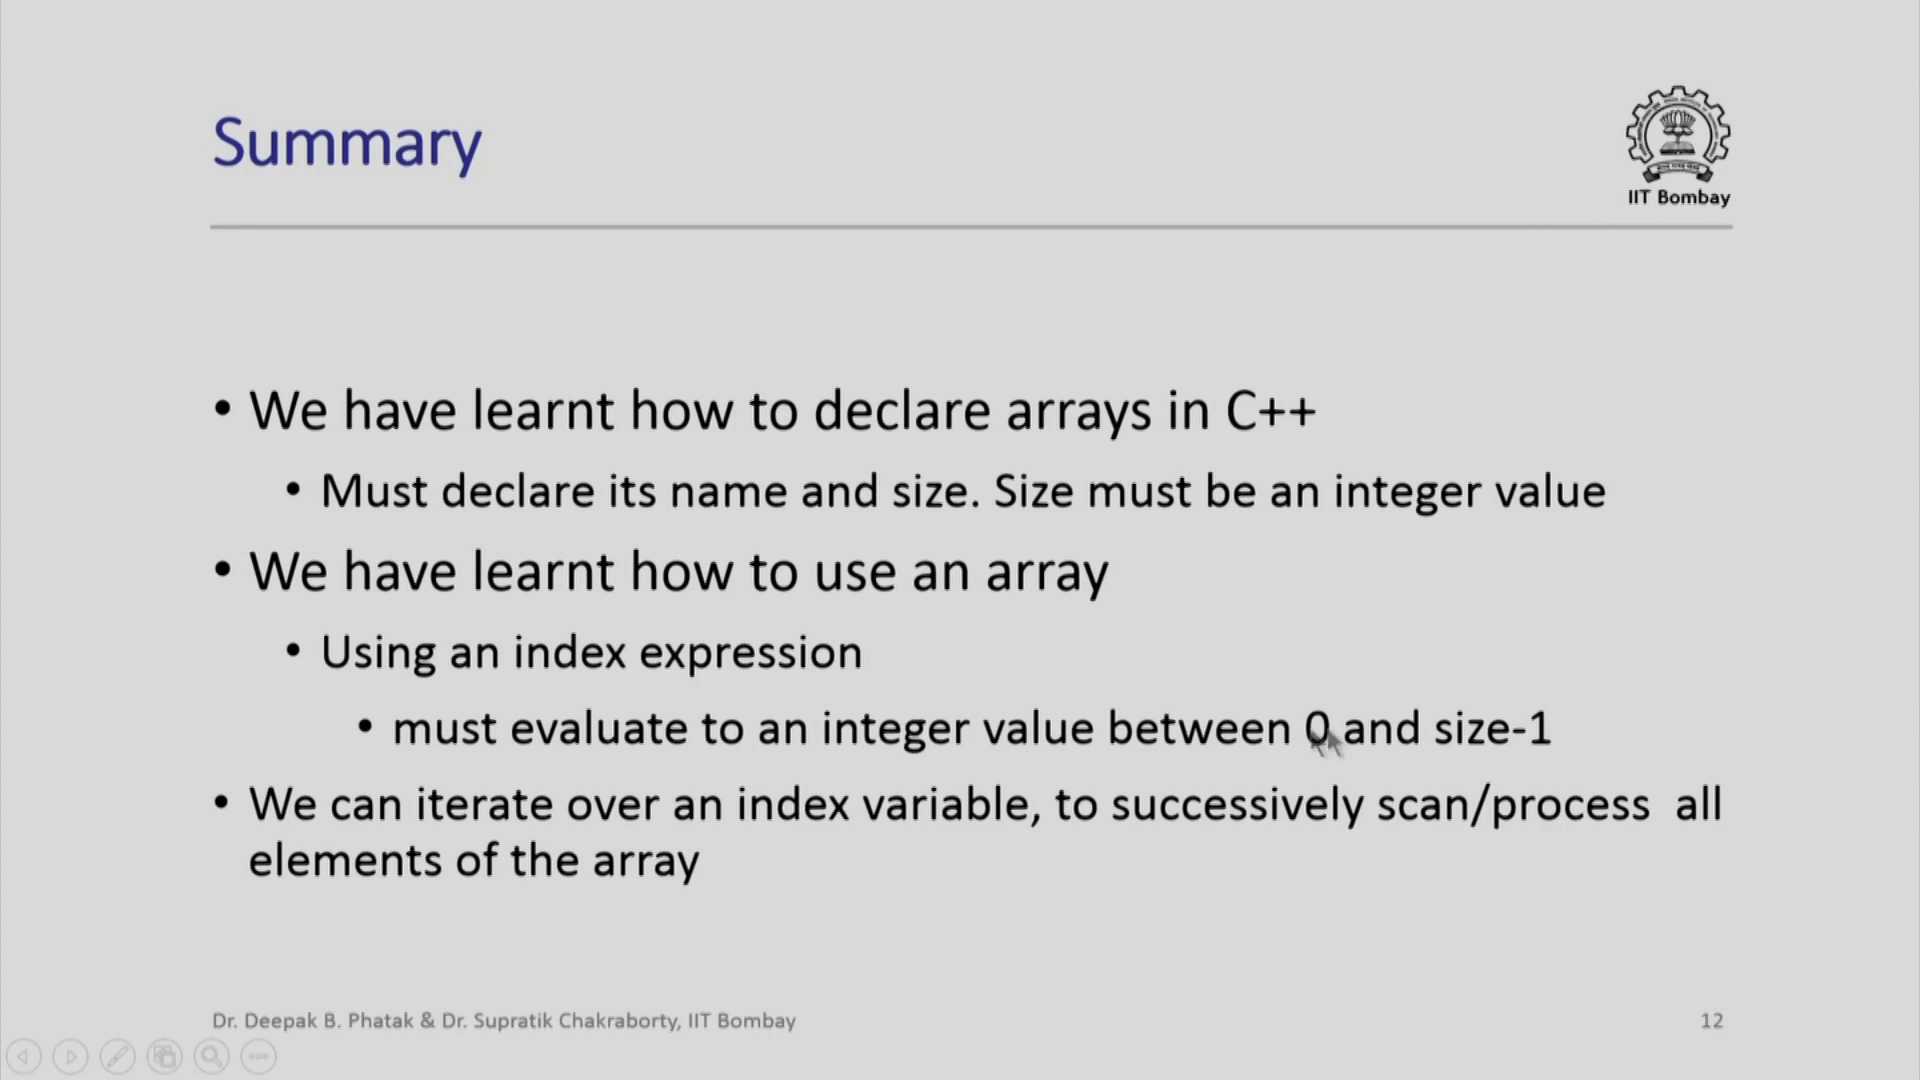 Summary
IIT Bombay
• We have learnt how to declare arrays in C++
• Must declare its name and size. Size must be an integer value
• We have learnt how to use an array
• Using an index expression
• must evaluate to an integer value between 0 and size-1
• We can iterate over an index variable, to successively scan/process all
elements of the array
Dr. Deepak B. Phatak & Dr. Supratik Chakraborty, IIT Bombay
12